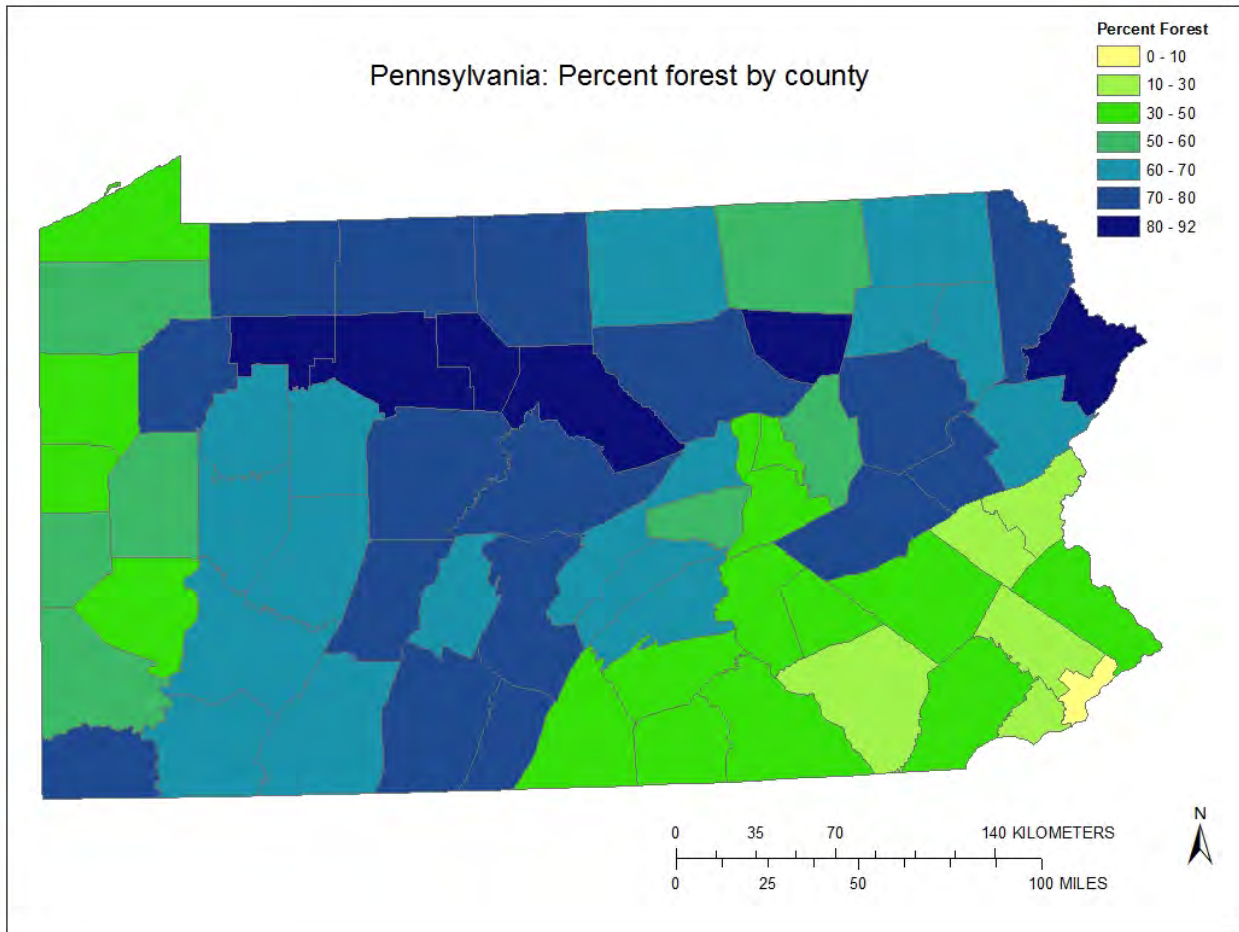 Pennsylvania: Percent forest by county
Percent Forest
0 - 10
10 - 30
30 - 50
50 - 60
60 - 70
70 - 80
80 - 92
0 35 70 140 KILOMETERS
0 25 50 100 MILES
N